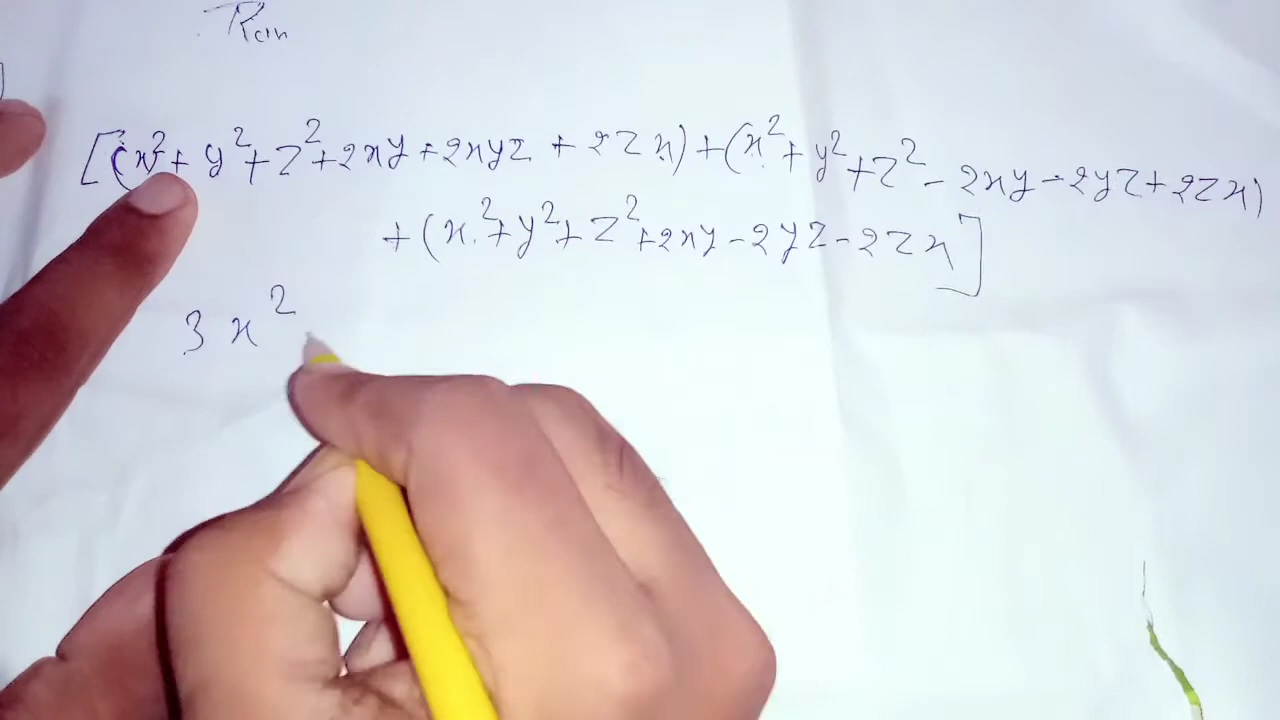 Ram
[(x²+y²+z²+2xy+2xyz+2zx)+(x²+y²+z²-2xy-2yz+2zx)
+(x²+y²+z²+2xy-2yz-2zx]
3x²